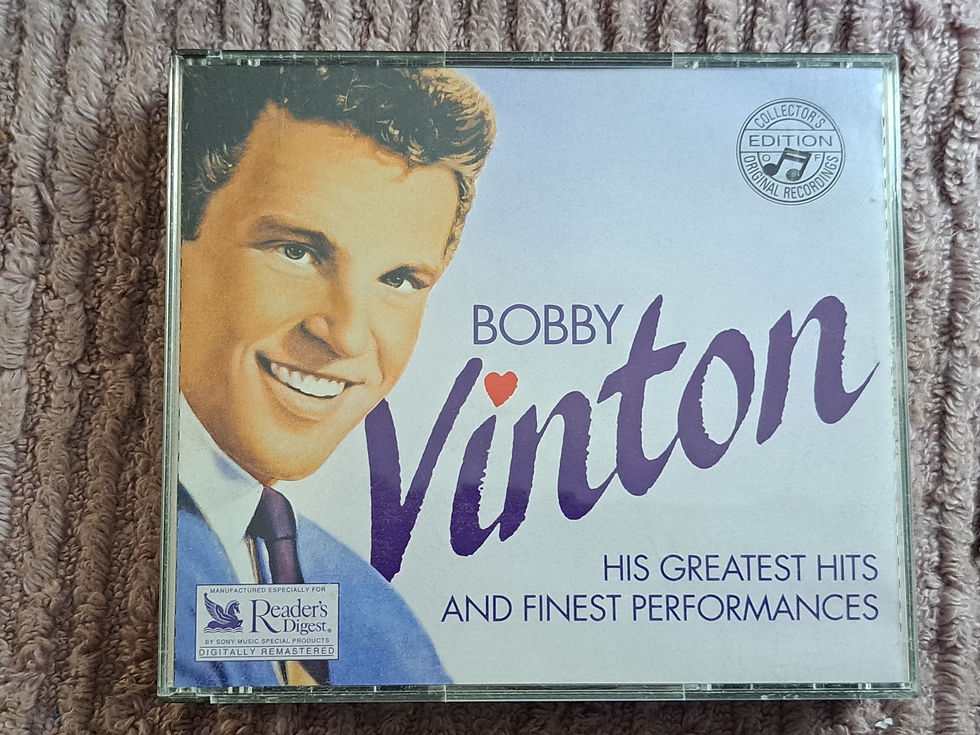 COLLECTOR'S
EDITION
OF
ORIGINAL RECORDINGS
BOBBY
Vinton
HIS GREATEST HITS
AND FINEST PERFORMANCES
MANUFACTURED ESPECIALLY FOR
Reader's
Digest®
BY SONY MUSIC SPECIAL PRODUCTS
DIGITALLY REMASTERED